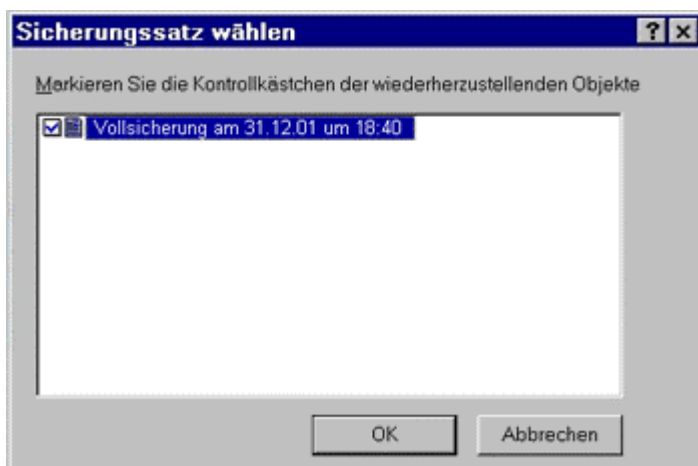 Sicherungssatz wählen
Markieren Sie die Kontrollkästchen der wiederherzustellenden Objekte
Vollsicherung am 31.12.01 um 18:40
OK Abbrechen